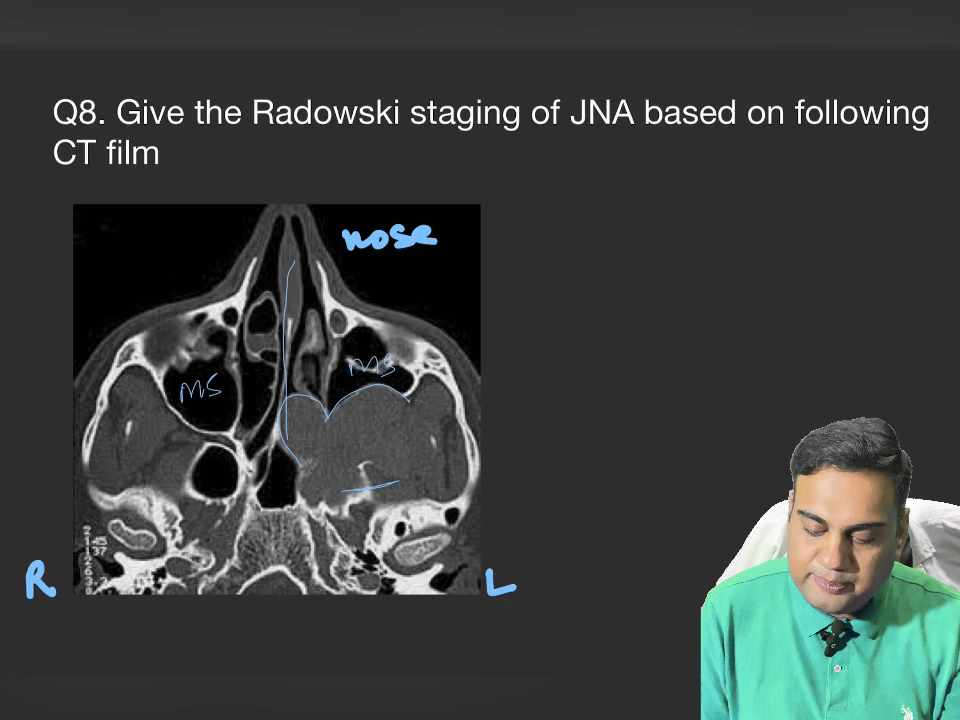 Q8. Give the Radowski staging of JNA based on following
CT film
nose
MS
MS
R
L